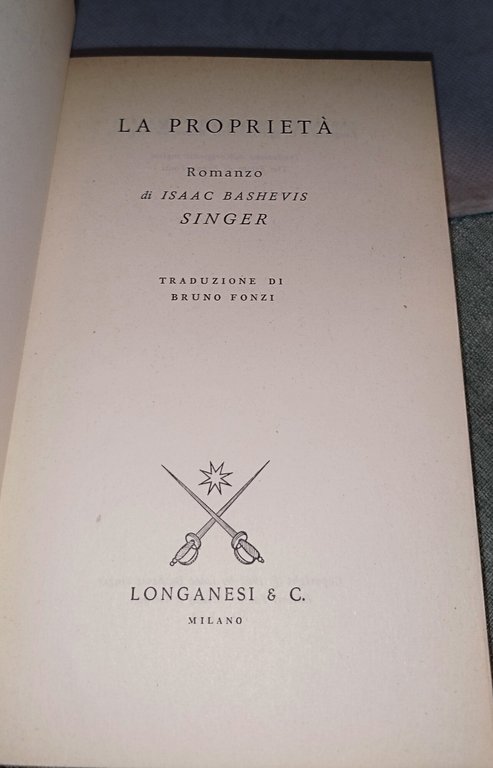 LA PROPRIETÀ
Romanzo
di ISAAC BASHEVIS
SINGER
TRADUZIONE DI
BRUNO FONZI
LONGANESI & C.
MILANO